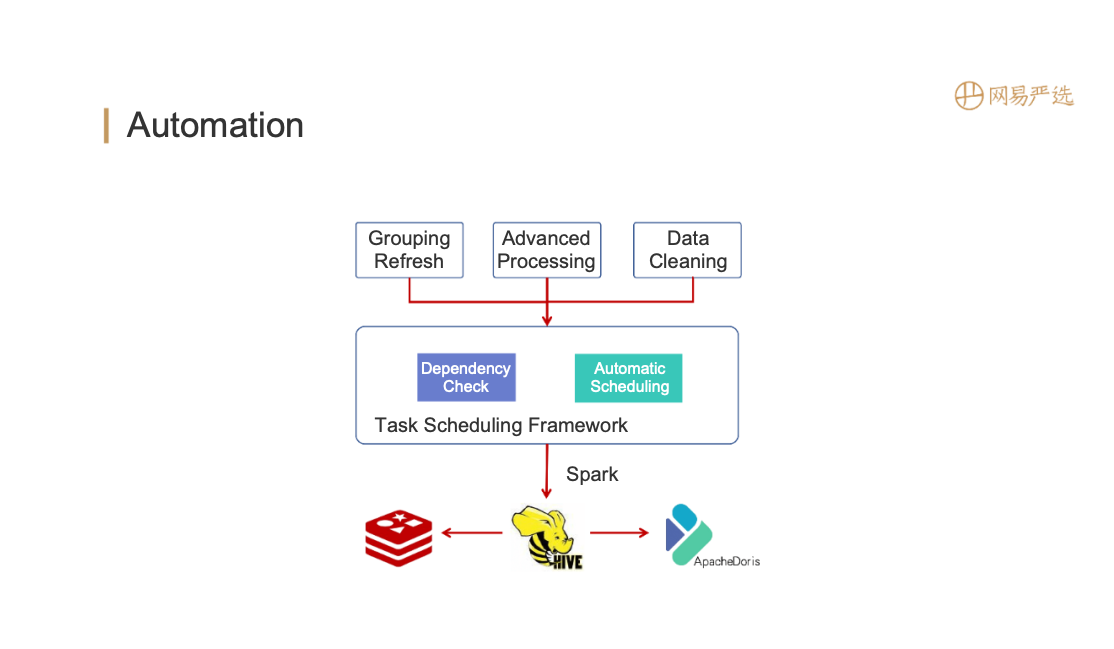 网易严选
Automation
Grouping
Refresh
Advanced
Processing
Data
Cleaning
Dependency
Check
Automatic
Scheduling
Task Scheduling Framework
Spark
HIVE
ApacheDoris